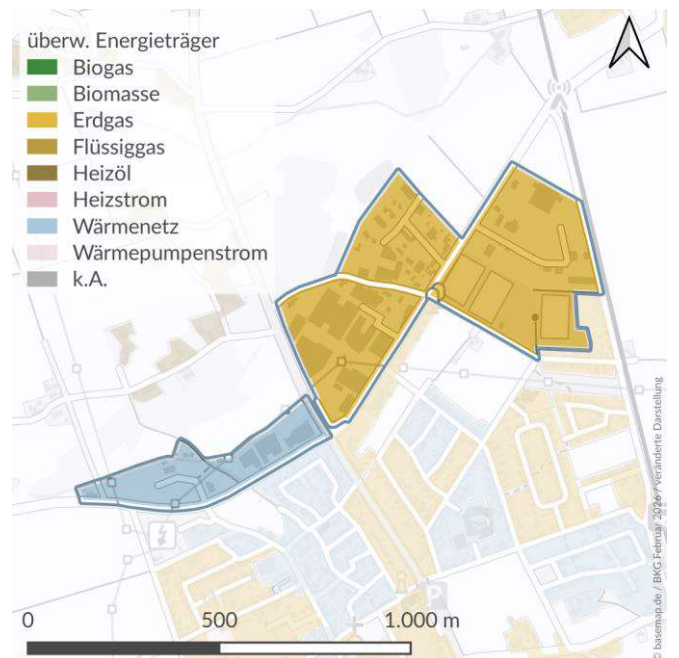 überw. Energieträger
Biogas
Biomasse
Erdgas
Flüssiggas
Heizöl
Heizstrom
Wärmenetz
Wärmepumpenstrom
k.A.
P
0 500 1.000 m
© basemap.de / BKG Februar 2026 / veränderte Darstellung